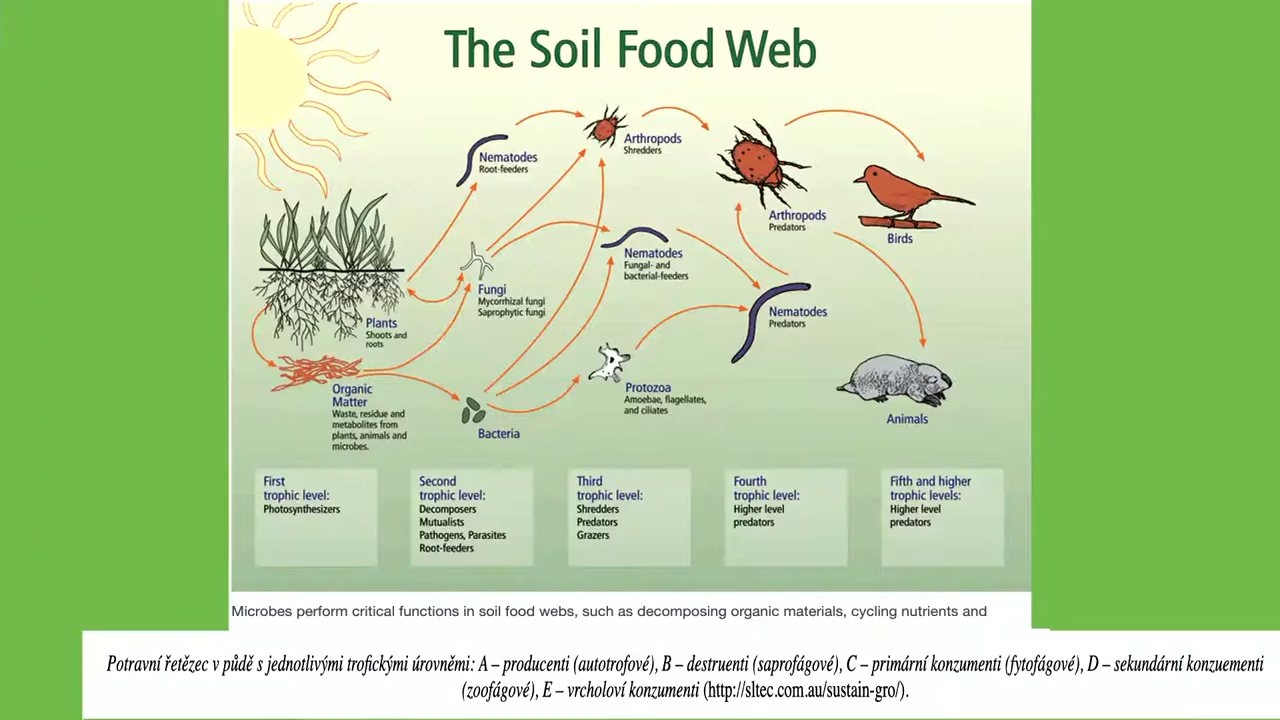 The Soil Food Web
Nematodes
Root-feeders
Arthropods
Shredders
Arthropods
Predators
Birds
Nematodes
Fungal- and
bacterial-feeders
Fungi
Mycorrhizal fungi
Saprophytic fungi
Nematodes
Predators
Plants
Shoots and
roots
Organic
Matter
Waste, residue and
metabolites from
plants, animals and
microbes.
Bacteria
Protozoa
Amoebae, flagellates,
and ciliates
Animals
First
trophic level:
Photosynthesizers
Second
trophic level:
Decomposers
Mutualists
Pathogens, Parasites
Root-feeders
Third
trophic level:
Shredders
Predators
Grazers
Fourth
trophic level:
Higher level
predators
Fifth and higher
trophic levels:
Higher level
predators
Microbes perform critical functions in soil food webs, such as decomposing organic materials, cycling nutrients and
Potravní řetězec v půdě s jednotlivými trofickými úrovněmi: A – producenti (autotrofové), B – destruenti (saprofágové), C – primární konzumenti (fytofágové), D – sekundární konzuementi
(zoofágové), E – vrcholoví konzumenti (http://sltec.com.au/sustain-gro/).